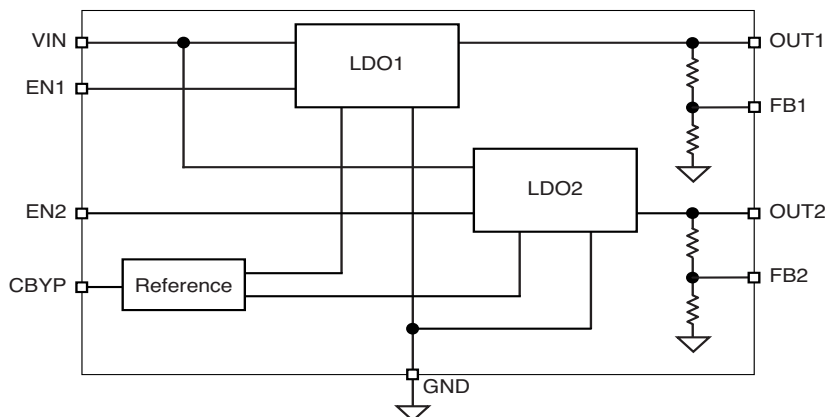 VIN
LDO1
OUT1
EN1
FB1
LDO2
EN2
OUT2
CBYP
Reference
FB2
GND